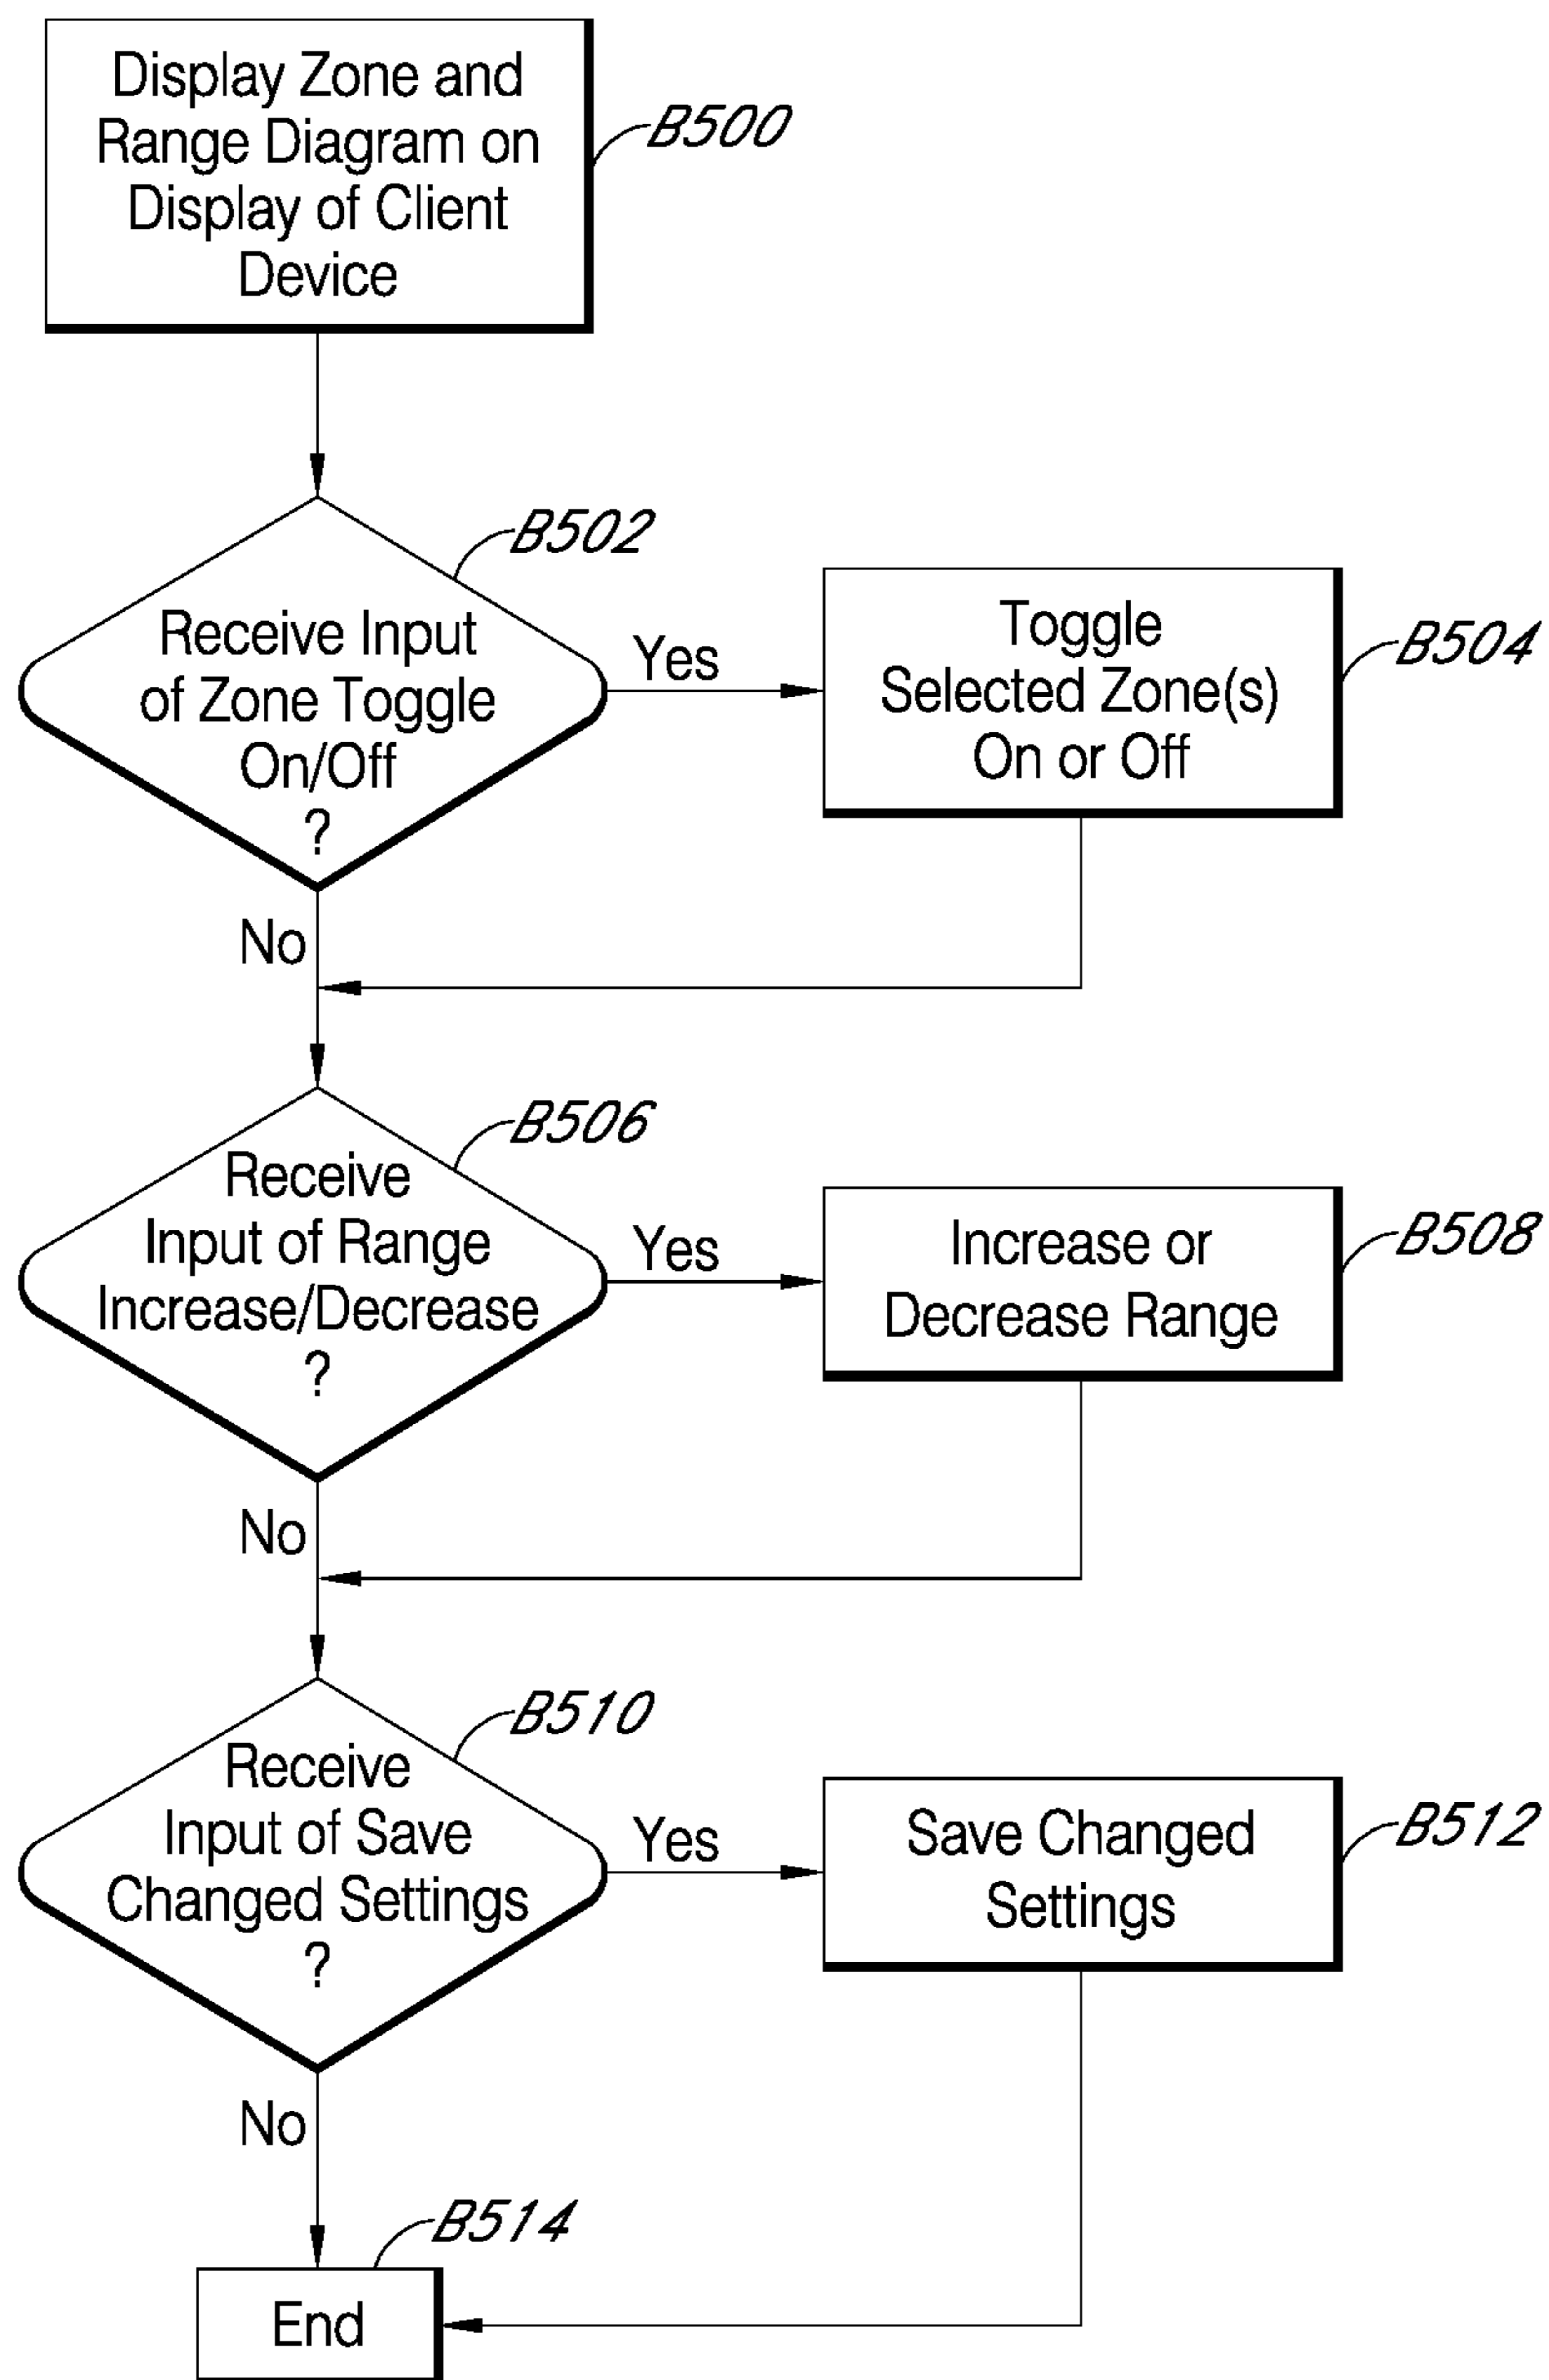 Display Zone and
Range Diagram on
Display of Client
Device
B500
B502
Receive Input
of Zone Toggle
On/Off
?
Yes
Toggle
Selected Zone(s)
On or Off
B504
No
B506
Receive
Input of Range
Increase/Decrease
?
Yes
Increase or
Decrease Range
B508
No
B510
Receive
Input of Save
Changed Settings
?
Yes
Save Changed
Settings
B512
No
B514
End